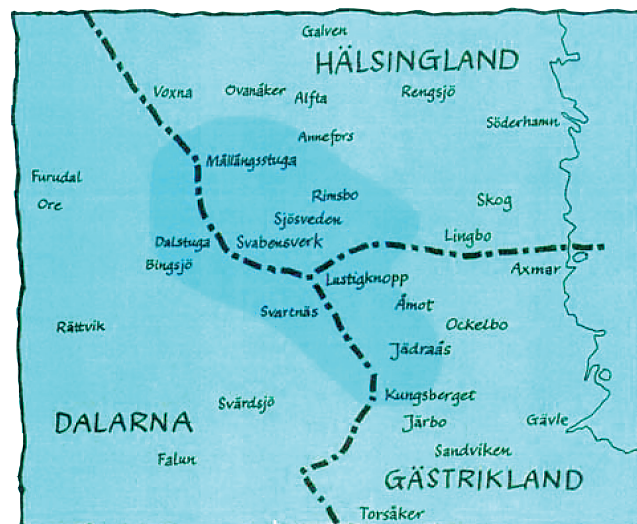 Galven
HÄLSINGLAND
Voxna
Ovanåker
Alfta
Rengsjö
Söderhamn
Annefors
Mållångsstuga
Furudal
Ore
Rimsbo
Skog
Sjösveden
Lingbo
Dalstuga
Svabensverk
Bingsjö
Axmar
Lustigknopp
Svartnäs
Åmot
Ockelbo
Rättvik
Jädraås
Kungsberget
Svärdsjö
DALARNA
Järbo
Gävle
Sandviken
Falun
GÄSTRIKLAND
Torsåker